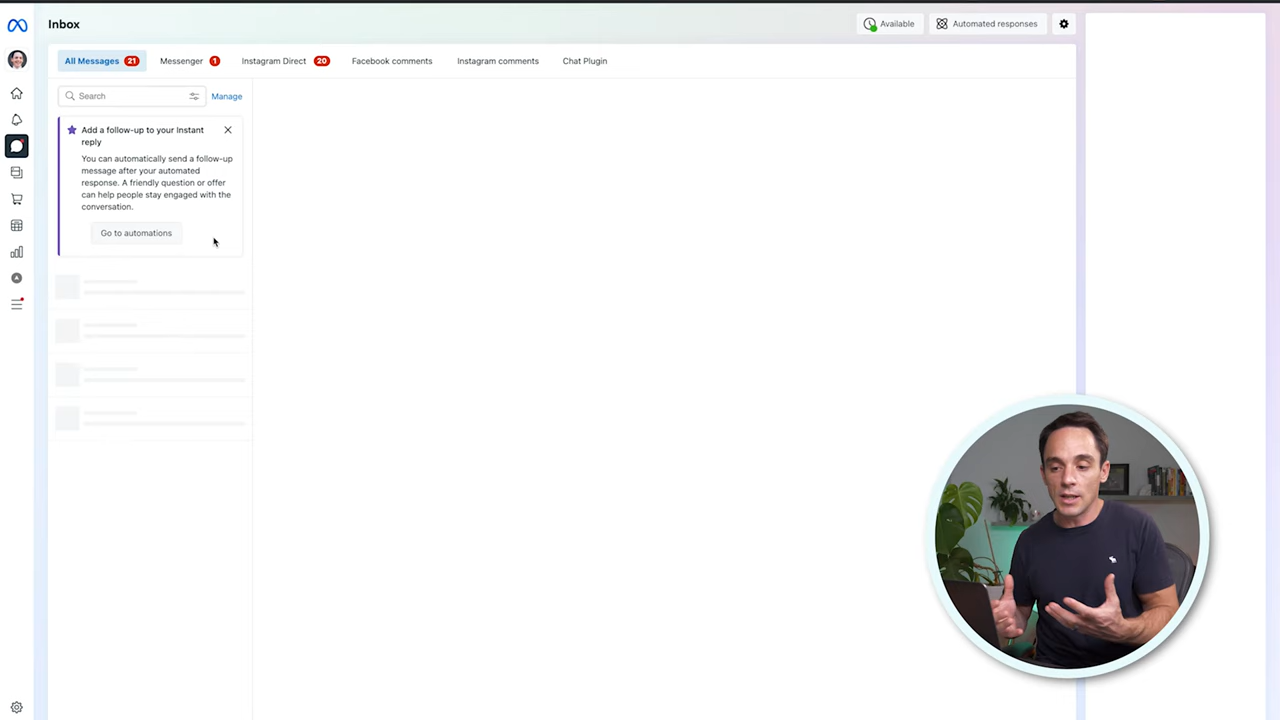 Inbox
Available
Automated responses
All Messages 21
Messenger 1
Instagram Direct 20
Facebook comments
Instagram comments
Chat Plugin
Search
Manage
Add a follow-up to your Instant
reply
You can automatically send a follow-up
message after your automated
response. A friendly question or offer
can help people stay engaged with the
conversation.
Go to automations